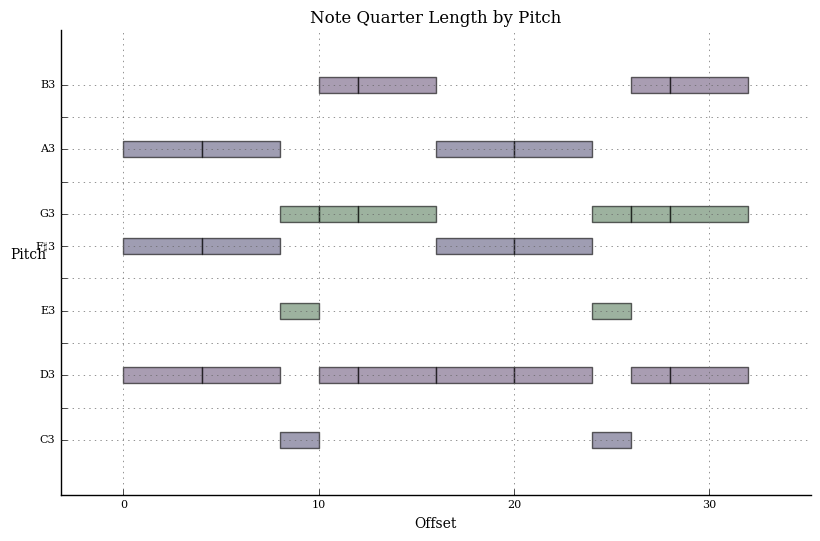 Note Quarter Length by Pitch
B3
A3
G3
Pitch
E3
D3
C3
0 10 20 30
Offset